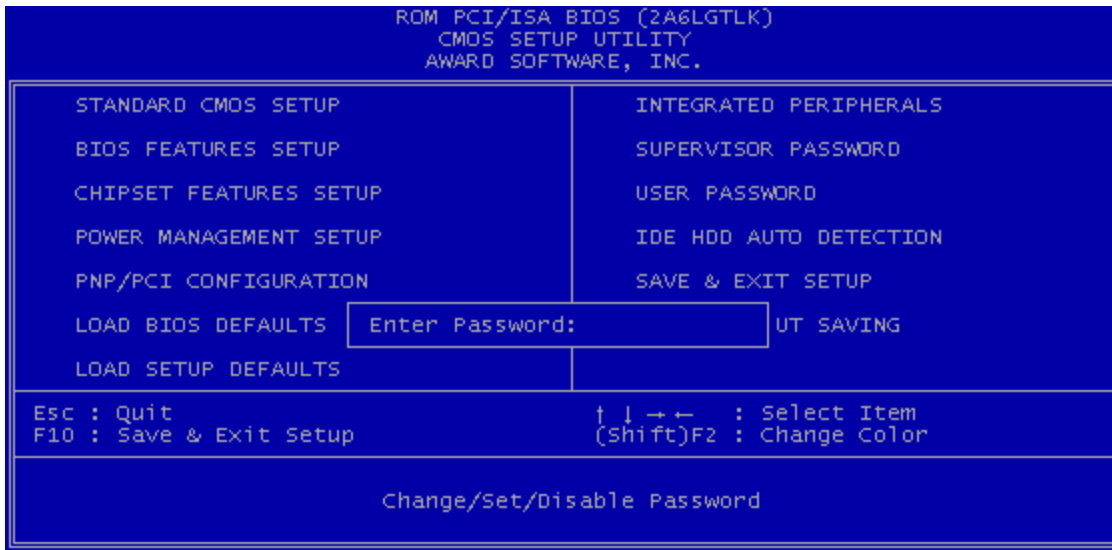 ROM PCI/ISA BIOS (2A6LGTLK)
CMOS SETUP UTILITY
AWARD SOFTWARE, INC.
STANDARD CMOS SETUP
BIOS FEATURES SETUP
CHIPSET FEATURES SETUP
POWER MANAGEMENT SETUP
PNP/PCI CONFIGURATION
LOAD BIOS DEFAULTS
LOAD SETUP DEFAULTS
INTEGRATED PERIPHERALS
SUPERVISOR PASSWORD
USER PASSWORD
IDE HDD AUTO DETECTION
SAVE & EXIT SETUP
UT SAVING
Enter Password:
Esc : Quit
F10 : Save & Exit Setup
↑ ↓ → ← : Select Item
(Shift)F2 : Change Color
Change/Set/Disable Password